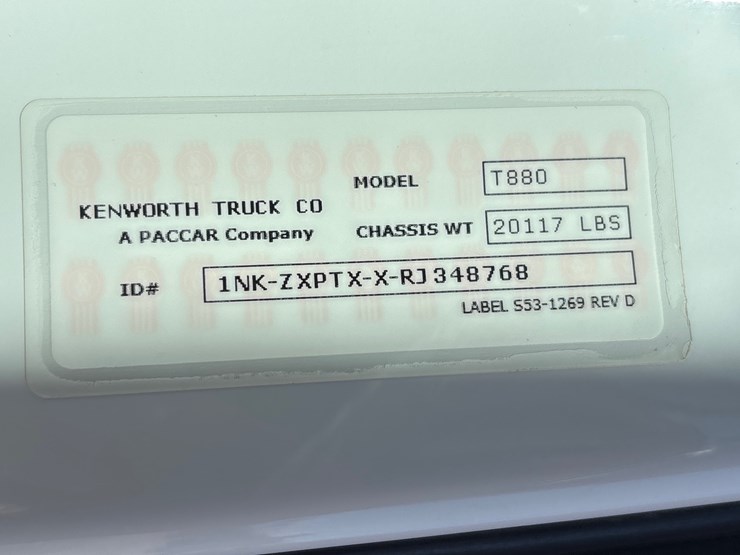 MODEL T880
KENWORTH TRUCK CO
A PACCAR Company CHASSIS WT 20117 LBS
ID# 1NK-ZXPTX-X-RJ348768
LABEL S53-1269 REV D